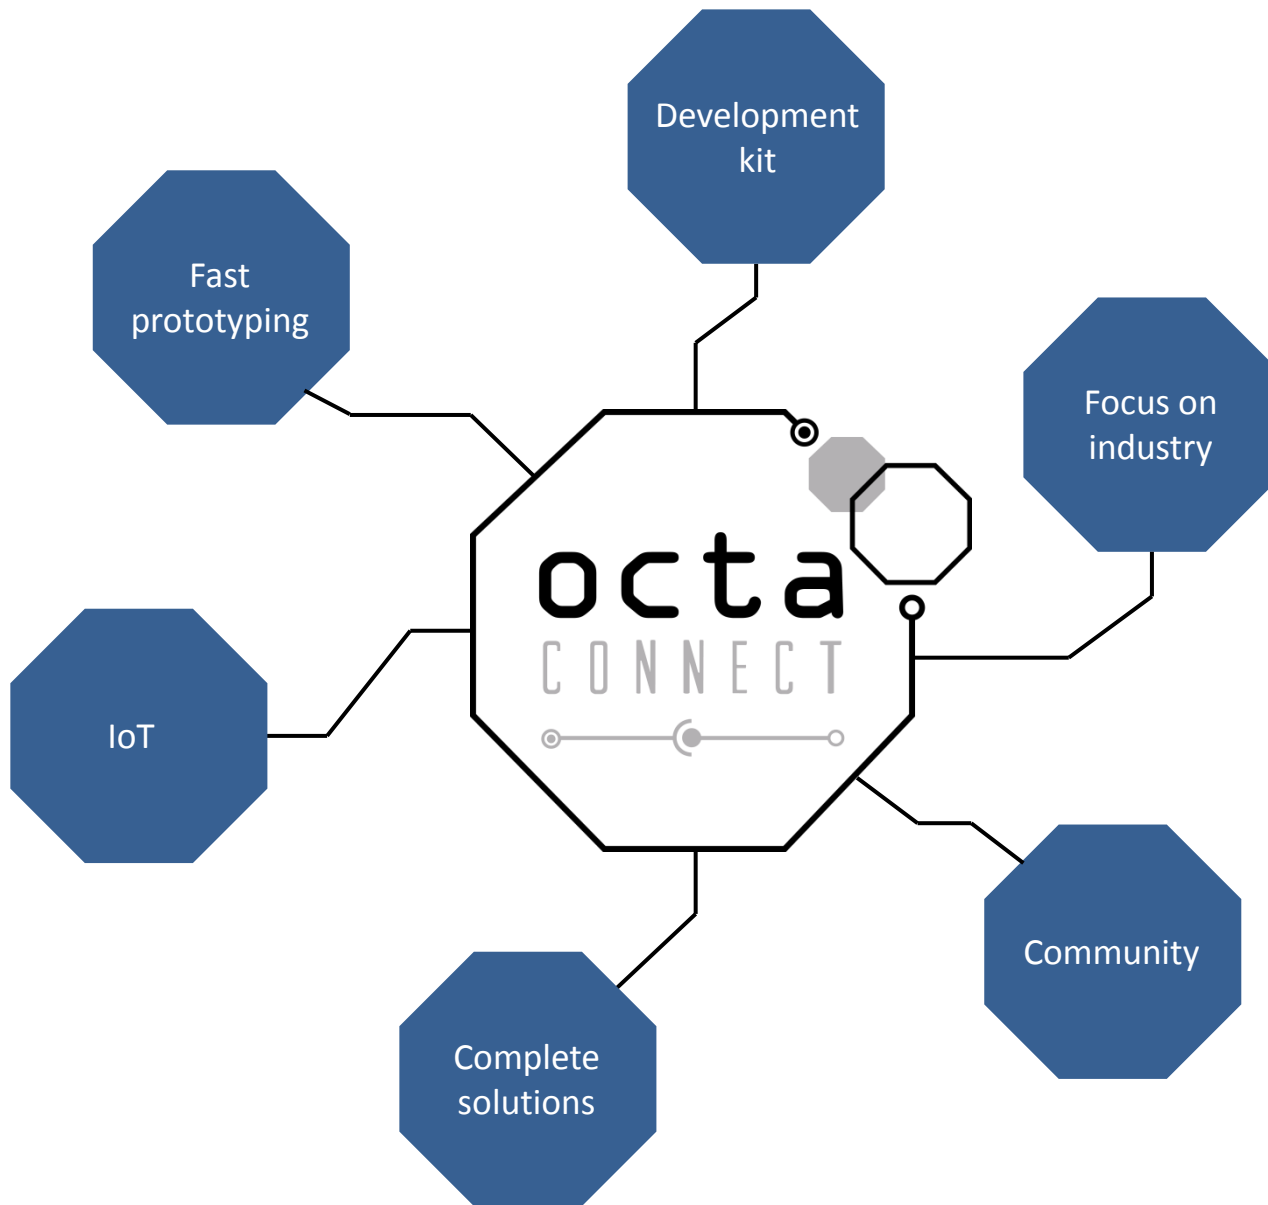 Development
kit
Fast
prototyping
Focus on
industry
octa
CONNECT
IoT
Community
Complete
solutions